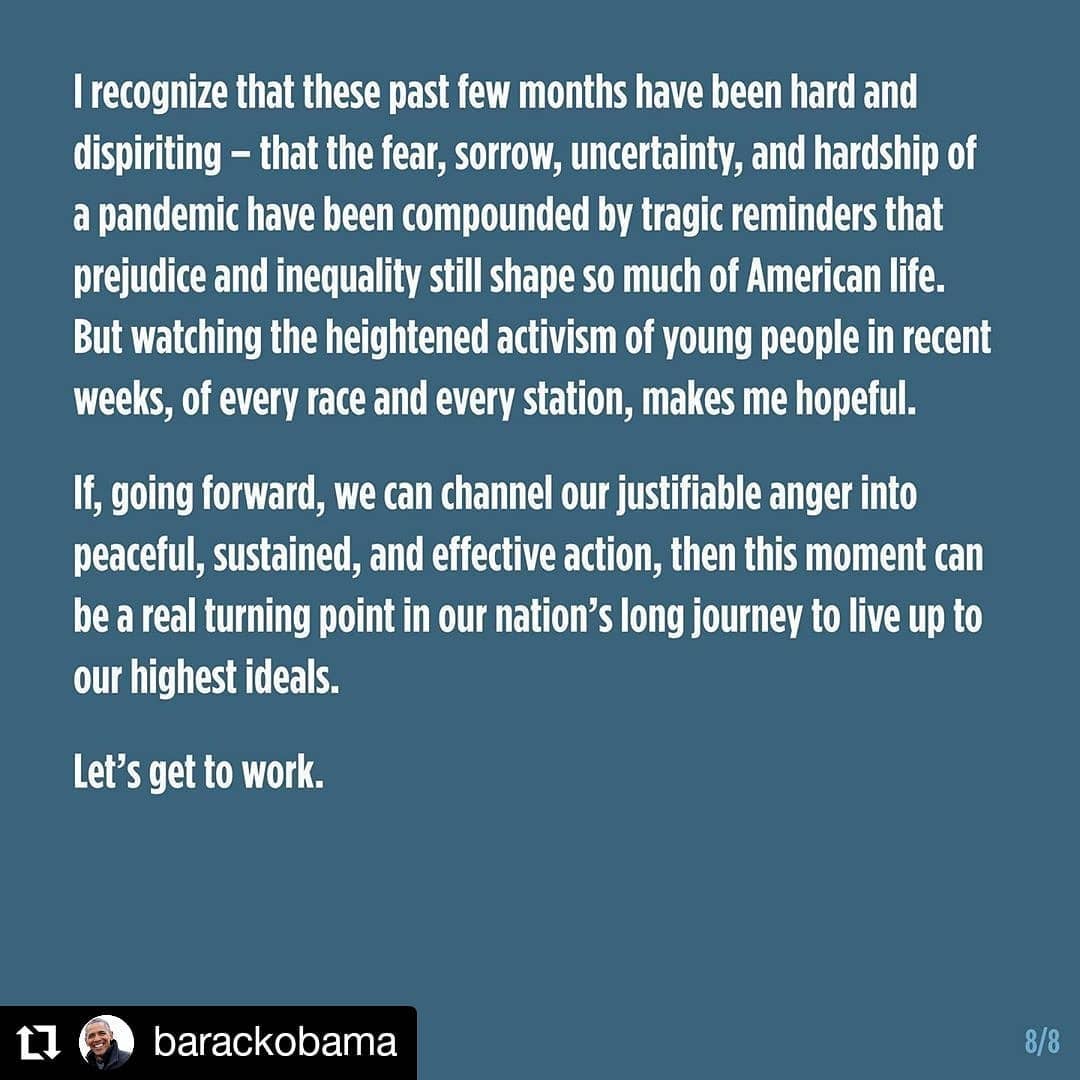 I recognize that these past few months have been hard and
dispiriting – that the fear, sorrow, uncertainty, and hardship of
a pandemic have been compounded by tragic reminders that
prejudice and inequality still shape so much of American life.
But watching the heightened activism of young people in recent
weeks, of every race and every station, makes me hopeful.
If, going forward, we can channel our justifiable anger into
peaceful, sustained, and effective action, then this moment can
be a real turning point in our nation’s long journey to live up to
our highest ideals.
Let’s get to work.
barackobama
8/8